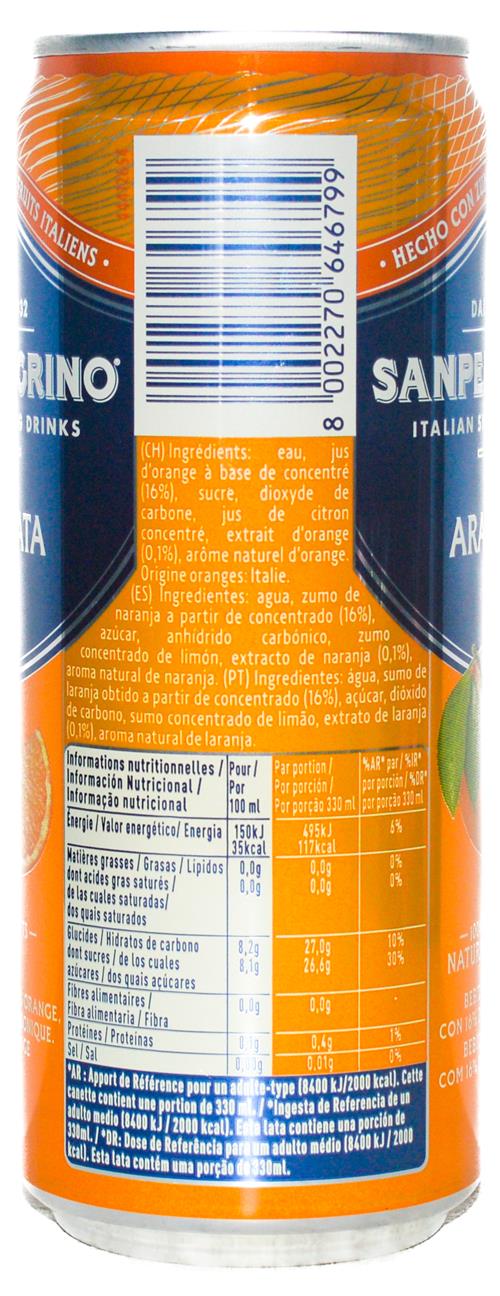 FRUITS ITALIENS •
• HECHO CON
GRINO
DRINKS
ATA
SANPE
ITALIAN
ARA
8 002270 646799
(CH) Ingrédients: eau, jus
d'orange à base de concentré
(16%), sucre, dioxyde de
carbone, jus de citron
concentré, extrait d'orange
(0,1%), arôme naturel d'orange.
Origine oranges: Italie.
(ES) Ingredientes: agua, zumo de
naranja a partir de concentrado (16%),
azúcar, anhídrido carbónico, zumo
concentrado de limón, extracto de naranja (0,1%),
aroma natural de naranja. (PT) Ingredientes: água, sumo de
laranja obtido a partir de concentrado (16%), açúcar, dióxido
de carbono, sumo concentrado de limão, extrato de laranja
(0,1%), aroma natural de laranja.
Informations nutritionnelles / Pour / Par portion / %AR* par / %IR*
Información Nutricional / Por Por porción / por porción / %DR*
Informação nutricional 100 ml Por porção 330 ml por porção 330 ml
Énergie / Valor energético/ Energia 150kJ 495kJ 6%
35kcal 117kcal
Matières grasses / Grasas / Lípidos 0,0g 0,0g 0%
dont acides gras saturés / 0,0g 0,0g 0%
de las cuales saturadas/
dos quais saturados
Glucides / Hidratos de carbono 8,2g 27,0g 10%
dont sucres / de los cuales 8,1g 26,6g 30%
azúcares / dos quais açúcares
Fibres alimentaires / 0,0g 0,0g -
Fibra alimentaria / Fibra
Protéines / Proteínas 0,1g 0,4g 1%
Sel / Sal 0,01g 0%
*AR : Apport de Référence pour un adulte-type (8400 kJ/2000 kcal). Cette
canette contient une portion de 330 ml. / *Ingesta de Referencia de un
adulto medio (8400 kJ / 2000 kcal). Esta lata contiene una porción de
330ml. / *DR: Dose de Referência para um adulto médio (8400 kJ / 2000
kcal). Esta lata contém uma porção de 330ml.
ORANGE,
NATUR
CON 16%
COM 16%